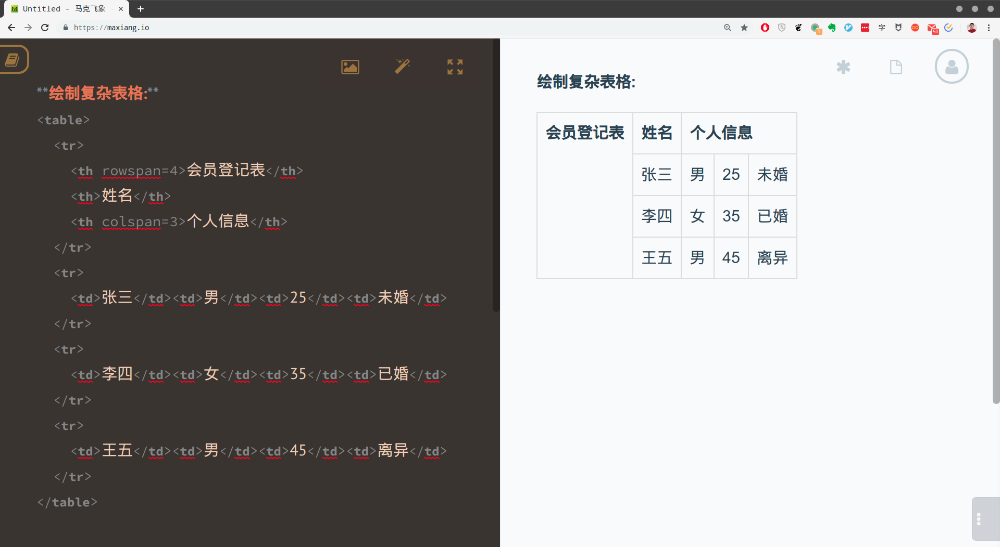 Untitled - 马克飞象 -
https://maxiang.io
1
字
50
**绘制复杂表格:**
<table>
<tr>
<th rowspan=4>会员登记表</th>
<th>姓名</th>
<th colspan=3>个人信息</th>
</tr>
<tr>
<td>张三</td><td>男</td><td>25</td><td>未婚</td>
</tr>
<tr>
<td>李四</td><td>女</td><td>35</td><td>已婚</td>
</tr>
<tr>
<td>王五</td><td>男</td><td>45</td><td>离异</td>
</tr>
</table>
绘制复杂表格:
会员登记表 姓名 个人信息
张三 男 25 未婚
李四 女 35 已婚
王五 男 45 离异